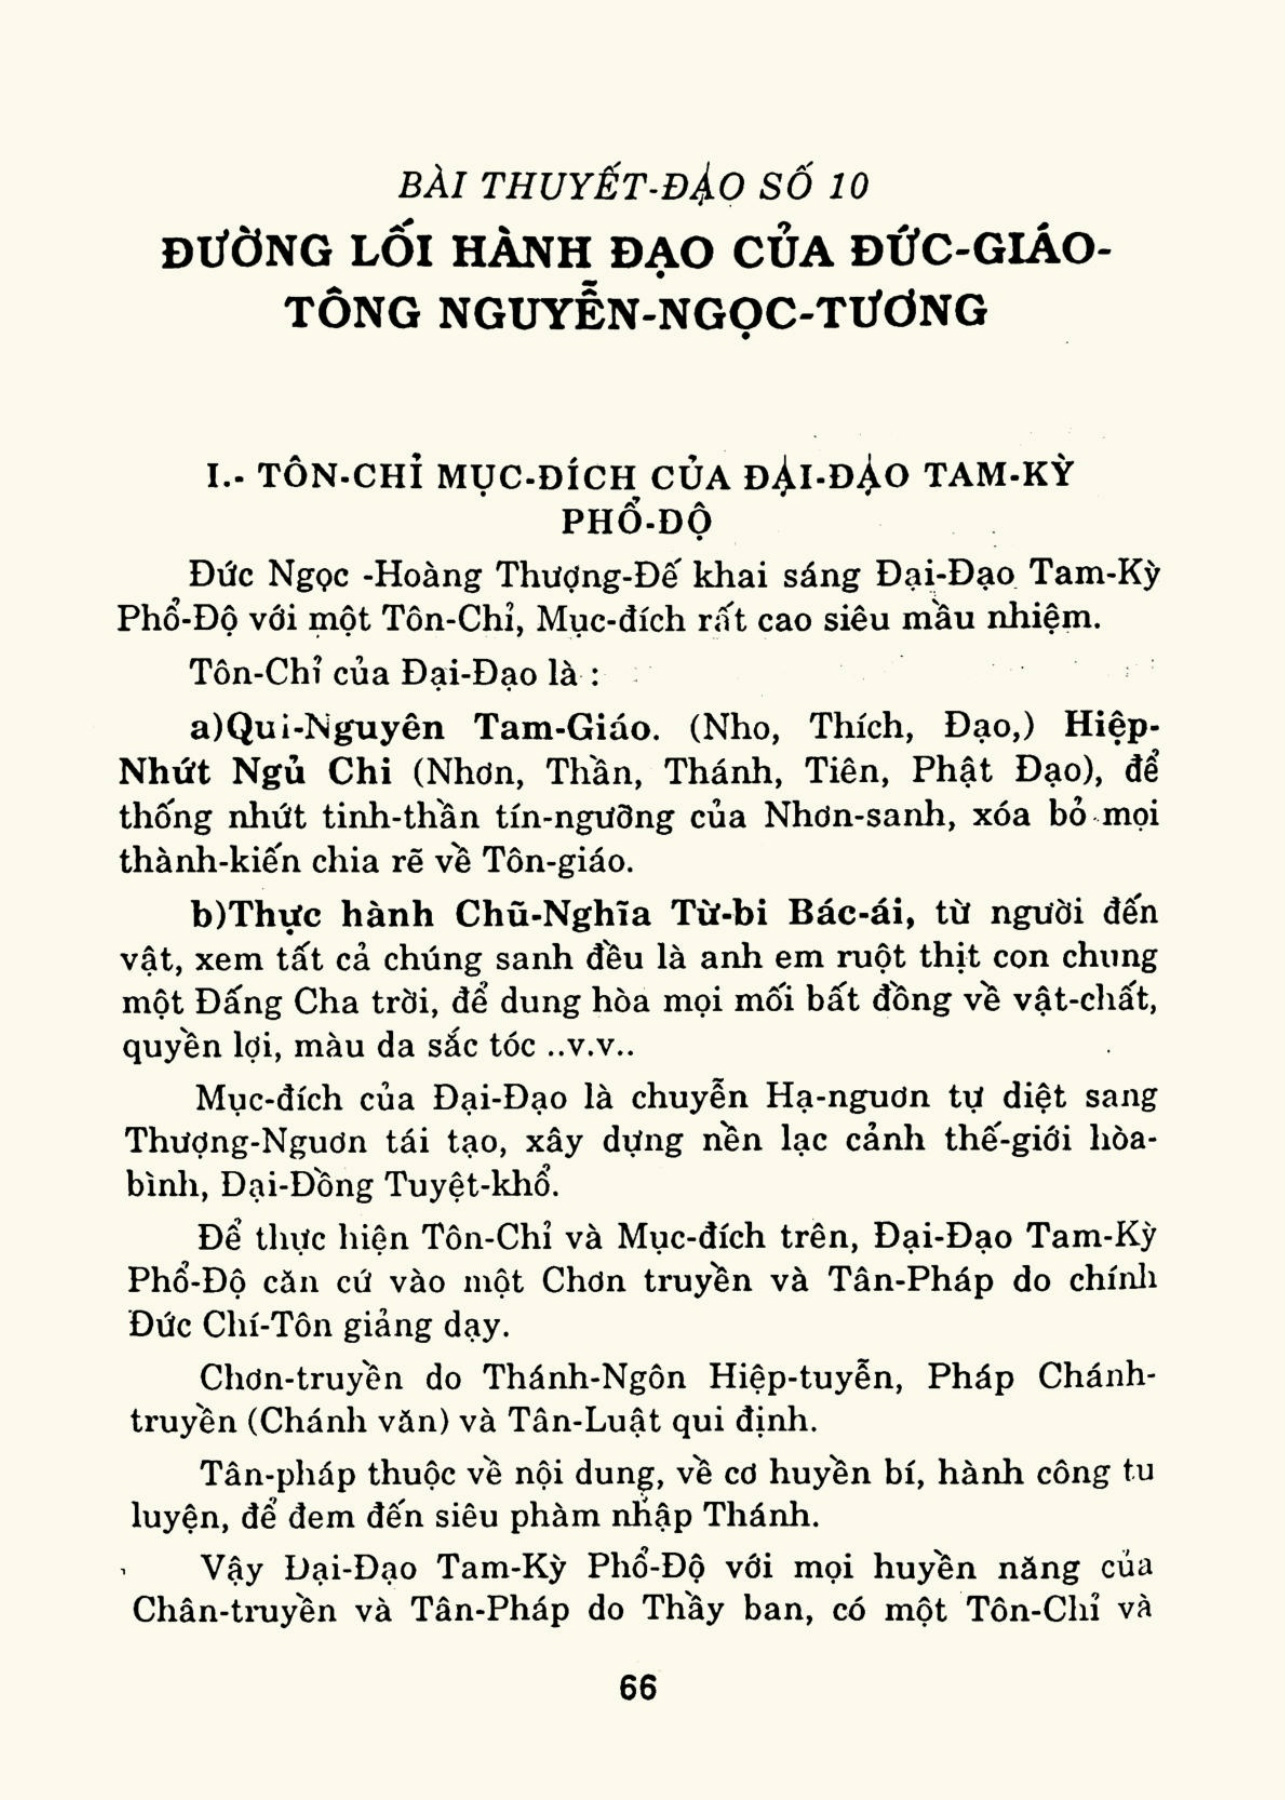 BÀI THUYẾT-ĐẠO SỐ 10
ĐƯỜNG LỐI HÀNH ĐẠO CỦA ĐỨC-GIÁO-
TÔNG NGUYỄN-NGỌC-TƯƠNG
I.- TÔN-CHỈ MỤC-ĐÍCH CỦA ĐẠI-ĐẠO TAM-KỲ
PHỔ-ĐỘ
Đức Ngọc -Hoàng Thượng-Đế khai sáng Đại-Đạo Tam-Kỳ
Phổ-Độ với một Tôn-Chỉ, Mục-đích rất cao siêu mầu nhiệm.
Tôn-Chỉ của Đại-Đạo là :
a)Qui-Nguyên Tam-Giáo. (Nho, Thích, Đạo,) Hiệp-
Nhứt Ngủ Chi (Nhơn, Thần, Thánh, Tiên, Phật Đạo), để
thống nhứt tinh-thần tín-ngưỡng của Nhơn-sanh, xóa bỏ mọi
thành-kiến chia rẽ về Tôn-giáo.
b)Thực hành Chũ-Nghĩa Từ-bi Bác-ái, từ người đến
vật, xem tất cả chúng sanh đều là anh em ruột thịt con chung
một Đấng Cha trời, để dung hòa mọi mối bất đồng về vật-chất,
quyền lợi, màu da sắc tóc ..v.v..
Mục-đích của Đại-Đạo là chuyễn Hạ-nguơn tự diệt sang
Thượng-Nguơn tái tạo, xây dựng nền lạc cảnh thế-giới hòa-
bình, Đại-Đồng Tuyệt-khổ.
Để thực hiện Tôn-Chỉ và Mục-đích trên, Đại-Đạo Tam-Kỳ
Phổ-Độ căn cứ vào một Chơn truyền và Tân-Pháp do chính
Đức Chí-Tôn giảng dạy.
Chơn-truyền do Thánh-Ngôn Hiệp-tuyễn, Pháp Chánh-
truyền (Chánh văn) và Tân-Luật qui định.
Tân-pháp thuộc về nội dung, về cơ huyền bí, hành công tu
luyện, để đem đến siêu phàm nhập Thánh.
Vậy Đại-Đạo Tam-Kỳ Phổ-Độ với mọi huyền năng của
Chân-truyền và Tân-Pháp do Thầy ban, có một Tôn-Chỉ và
66